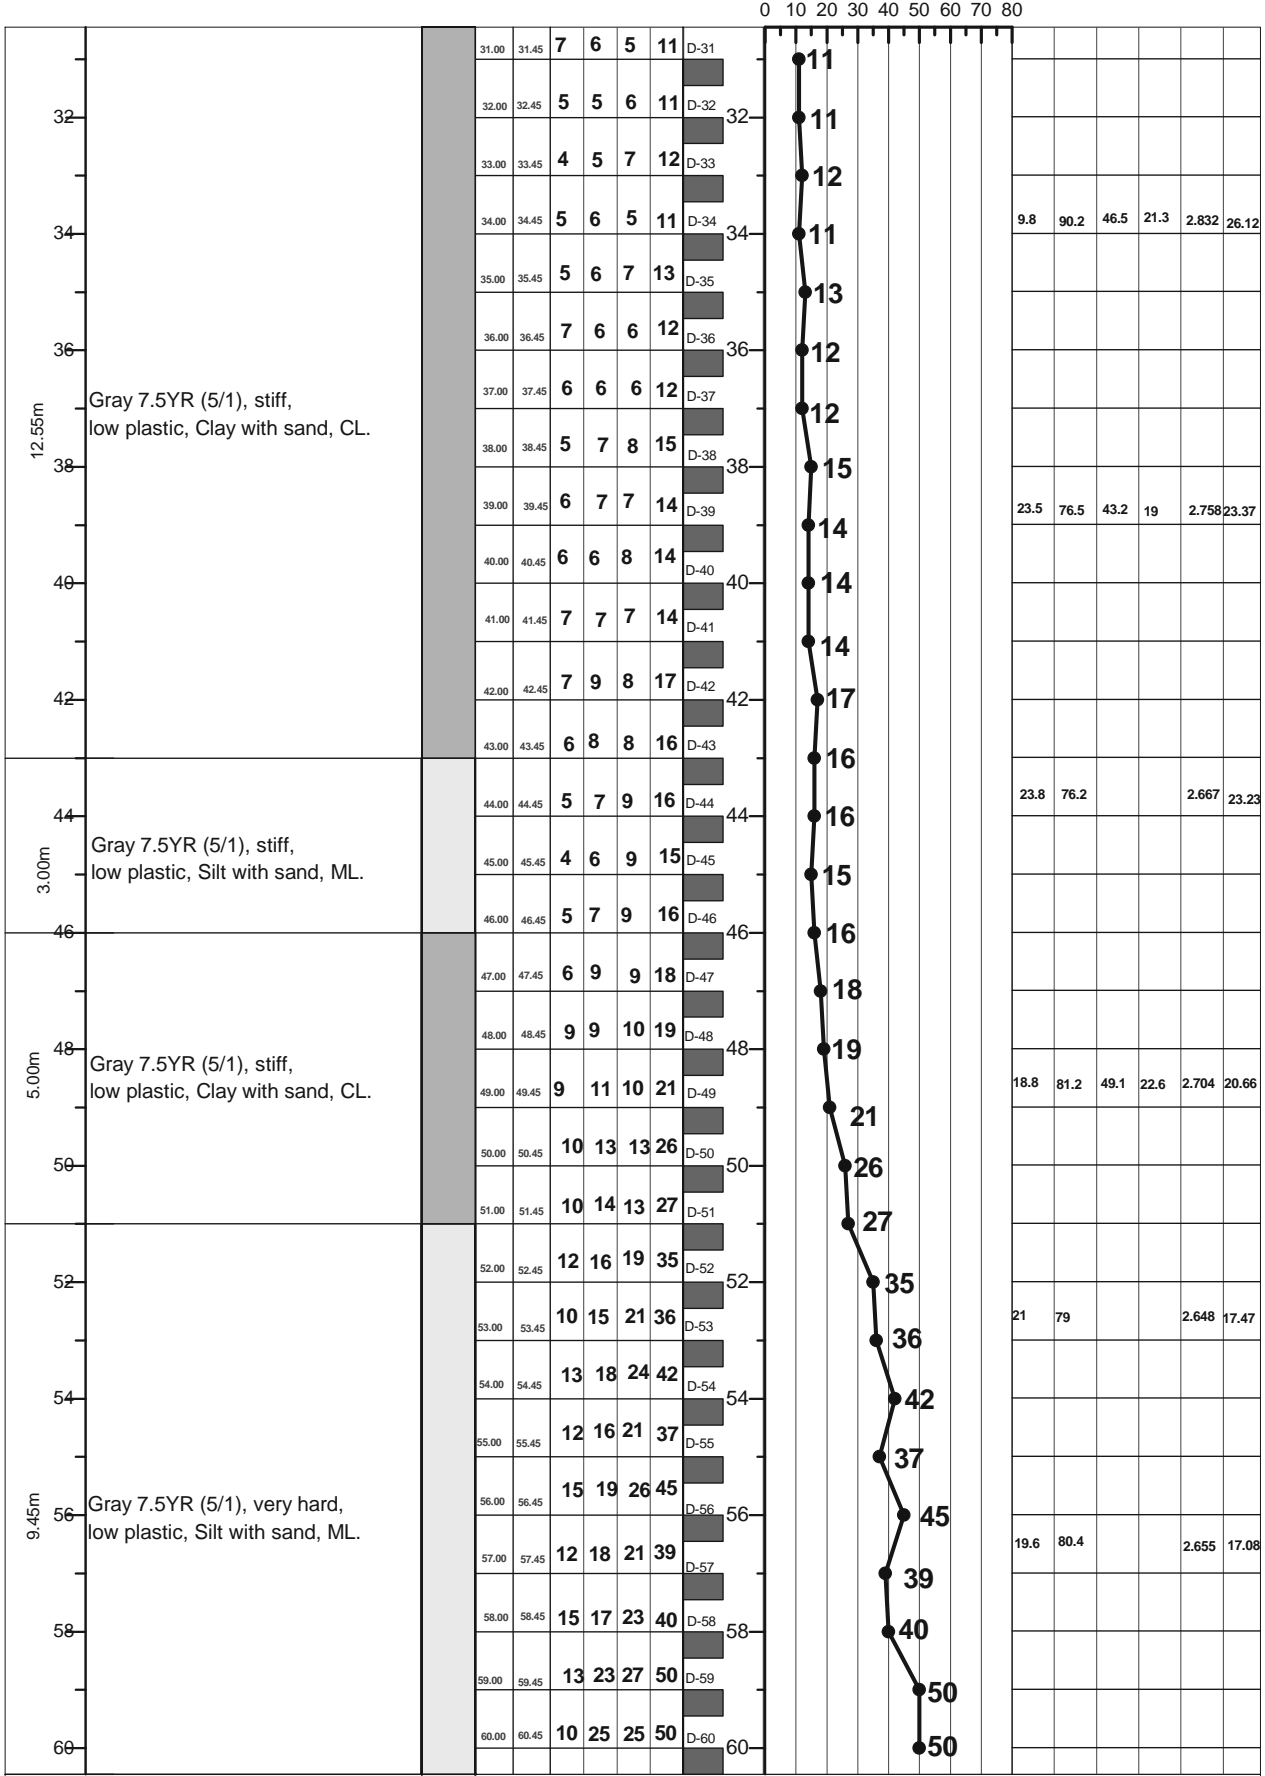 0 10 20 30 40 50 60 70 80
31.00 31.45 7 6 5 11 D-31 11
32.00 32.45 5 5 6 11 D-32
32 32 11
33.00 33.45 4 5 7 12 D-33 12
34.00 34.45 5 6 5 11 D-34 9.8 90.2 46.5 21.3 2.832 26.12
34 34 11
35.00 35.45 5 6 7 13 D-35 13
36.00 36.45 7 6 6 12 D-36
36 36 12
37.00 37.45 6 6 6 12 D-37
Gray 7.5YR (5/1), stiff,
low plastic, Clay with sand, CL.
12.55m
12
38.00 38.45 5 7 8 15 D-38
38 38 15
39.00 39.45 6 7 7 14 D-39 23.5 76.5 43.2 19 2.758 23.37
14
40.00 40.45 6 6 8 14 D-40
40 40 14
41.00 41.45 7 7 7 14 D-41
14
42.00 42.45 7 9 8 17 D-42
42 42 17
43.00 43.45 6 8 8 16 D-43
16
44.00 44.45 5 7 9 16 D-44 23.8 76.2 2.667 23.23
44 44 16
Gray 7.5YR (5/1), stiff,
low plastic, Silt with sand, ML.
3.00m
45.00 45.45 4 6 9 15 D-45
15
46.00 46.45 5 7 9 16 D-46
46 46 16
47.00 47.45 6 9 9 18 D-47
18
48.00 48.45 9 9 10 19 D-48
48 48 19
Gray 7.5YR (5/1), stiff,
low plastic, Clay with sand, CL.
5.00m
49.00 49.45 9 11 10 21 D-49 18.8 81.2 49.1 22.6 2.704 20.66
21
50.00 50.45 10 13 13 26 D-50
50 50 26
51.00 51.45 10 14 13 27 D-51
27
52.00 52.45 12 16 19 35 D-52
52 52 35
53.00 53.45 10 15 21 36 D-53 21 79 2.648 17.47
36
54.00 54.45 13 18 24 42 D-54
54 54 42
55.00 55.45 12 16 21 37 D-55
37
56.00 56.45 15 19 26 45 D-56
Gray 7.5YR (5/1), very hard,
low plastic, Silt with sand, ML.
9.45m
56 56 45
57.00 57.45 12 18 21 39 D-57 19.6 80.4 2.655 17.08
39
58.00 58.45 15 17 23 40 D-58
58 58 40
59.00 59.45 13 23 27 50 D-59
50
60.00 60.45 10 25 25 50 D-60
60 60 50